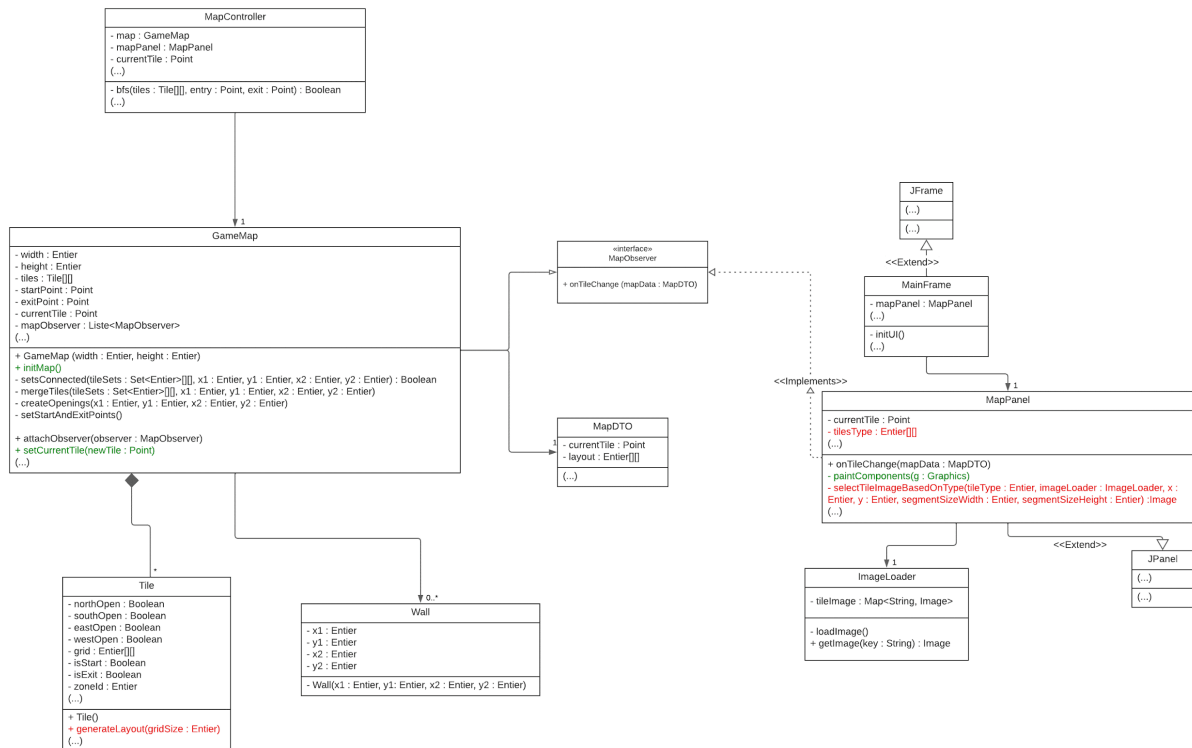 MapController
- map : GameMap
- mapPanel : MapPanel
- currentTile : Point
(...)
- bfs(tiles : Tile[][], entry : Point, exit : Point) : Boolean
(...)
1
GameMap
- width : Entier
- height : Entier
- tiles : Tile[][]
- startPoint : Point
- exitPoint : Point
- currentTile : Point
- mapObserver : Liste<MapObserver>
(...)
+ GameMap (width : Entier, height : Entier)
+ initMap()
- setsConnected(tileSets : Set<Entier>[][], x1 : Entier, y1 : Entier, x2 : Entier, y2 : Entier) : Boolean
- mergeTiles(tileSets : Set<Entier>[][], x1 : Entier, y1 : Entier, x2 : Entier, y2 : Entier)
- createOpenings(x1 : Entier, y1 : Entier, x2 : Entier, y2 : Entier)
- setStartAndExitPoints()
+ attachObserver(observer : MapObserver)
+ setCurrentTile(newTile : Point)
(...)
«interface»
MapObserver
+ onTileChange (mapData : MapDTO)
1
MapDTO
- currentTile : Point
- layout : Entier[][]
(...)
JFrame
(...)
(...)
<<Extend>>
MainFrame
- mapPanel : MapPanel
(...)
- initUI()
(...)
1
<<Implements>>
MapPanel
- currentTile : Point
- tilesType : Entier[][]
(...)
+ onTileChange(mapData : MapDTO)
- paintComponents(g : Graphics)
- selectTileImageBasedOnType(tileType : Entier, imageLoader : ImageLoader, x :
Entier, y : Entier, segmentSizeWidth : Entier, segmentSizeHeight : Entier) :Image
(...)
<<Extend>>
1
ImageLoader
- tileImage : Map<String, Image>
- loadImage()
+ getImage(key : String) : Image
JPanel
(...)
(...)
*
Tile
- northOpen : Boolean
- southOpen : Boolean
- eastOpen : Boolean
- westOpen : Boolean
- grid : Entier[][]
- isStart : Boolean
- isExit : Boolean
- zoneId : Entier
(...)
+ Tile()
+ generateLayout(gridSize : Entier)
(...)
0..*
Wall
- x1 : Entier
- y1 : Entier
- x2 : Entier
- y2 : Entier
- Wall(x1 : Entier, y1: Entier, x2 : Entier, y2 : Entier)